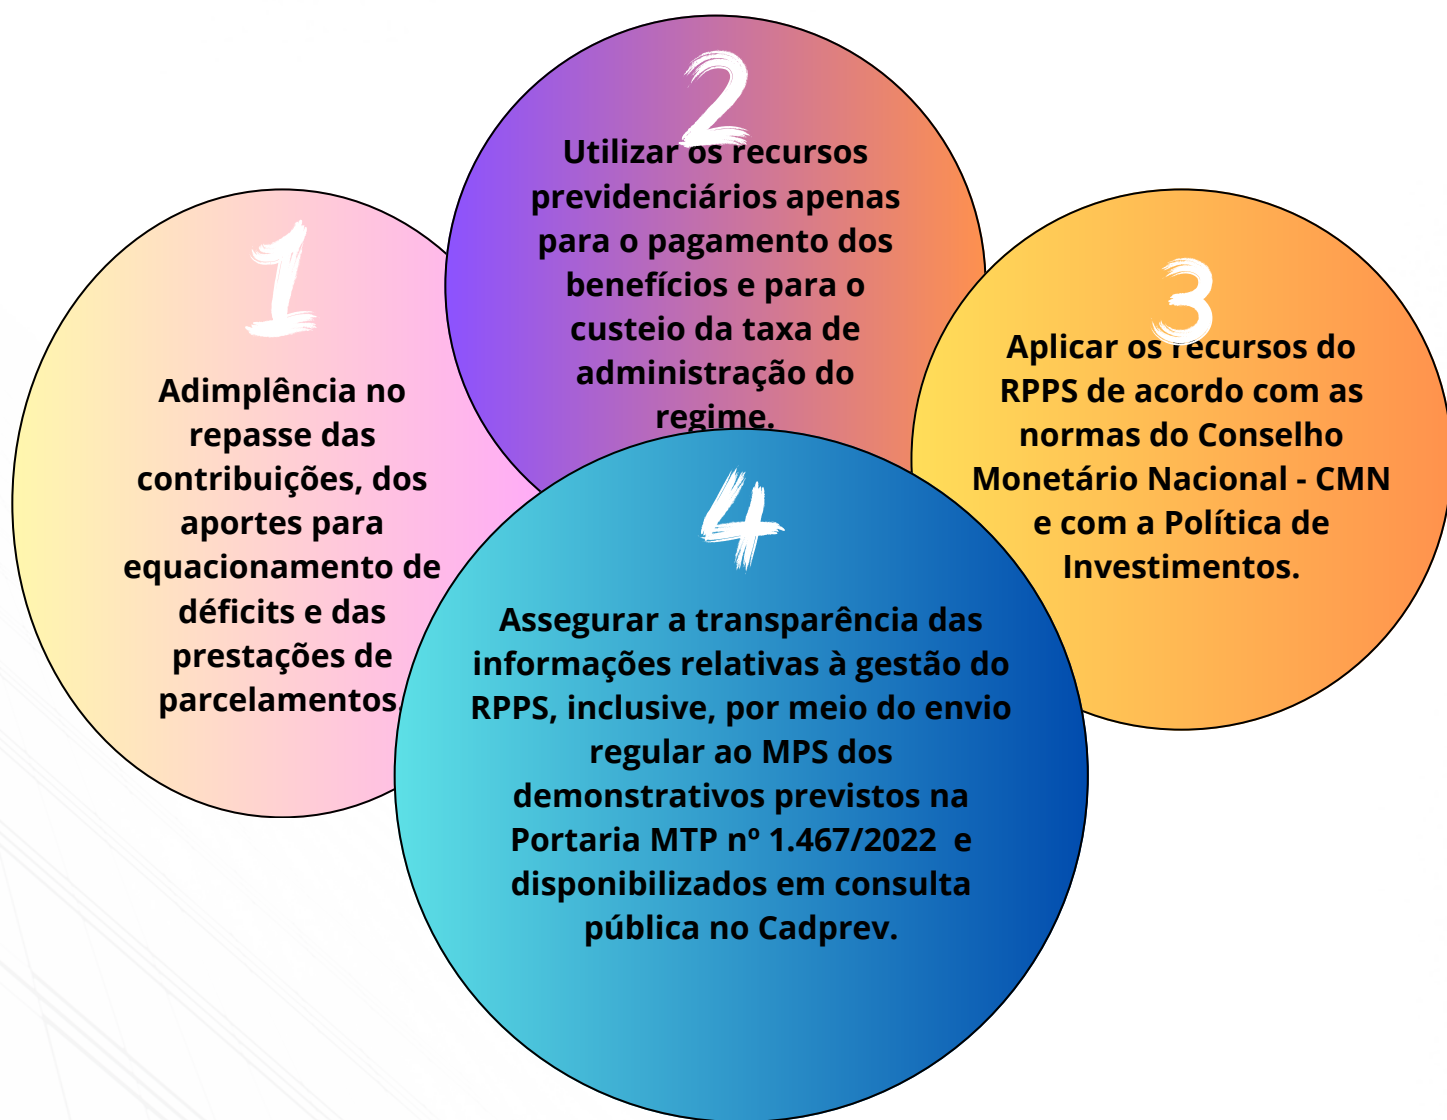 1
Adimplência no
repasse das
contribuições, dos
aportes para
equacionamento de
déficits e das
prestações de
parcelamentos.
2
Utilizar os recursos
previdenciários apenas
para o pagamento dos
benefícios e para o
custeio da taxa de
administração do
regime.
3
Aplicar os recursos do
RPPS de acordo com as
normas do Conselho
Monetário Nacional - CMN
e com a Política de
Investimentos.
4
Assegurar a transparência das
informações relativas à gestão do
RPPS, inclusive, por meio do envio
regular ao MPS dos
demonstrativos previstos na
Portaria MTP nº 1.467/2022 e
disponibilizados em consulta
pública no Cadprev.